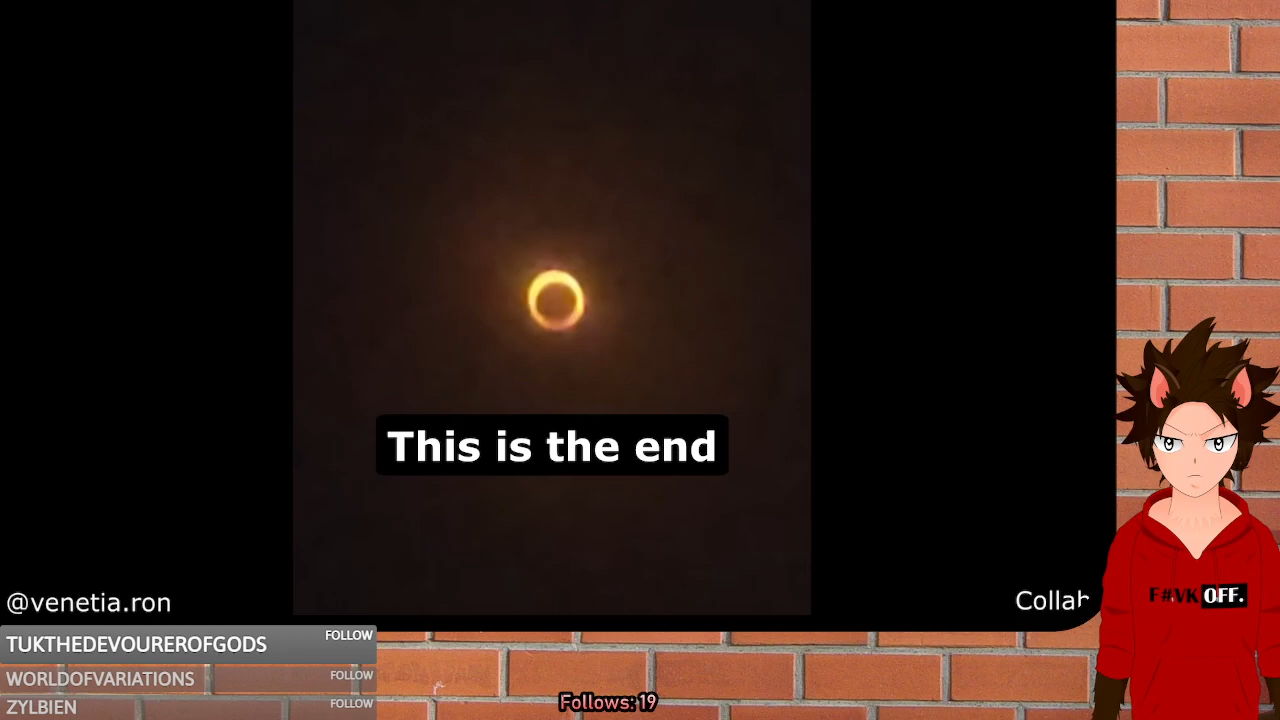 This is the end
@venetia.ron
Collab
TUKTHEDEVOUREROFGODS FOLLOW
WORLDOFVARIATIONS FOLLOW
ZYLBIEN FOLLOW
Follows: 19
F#VK OFF.